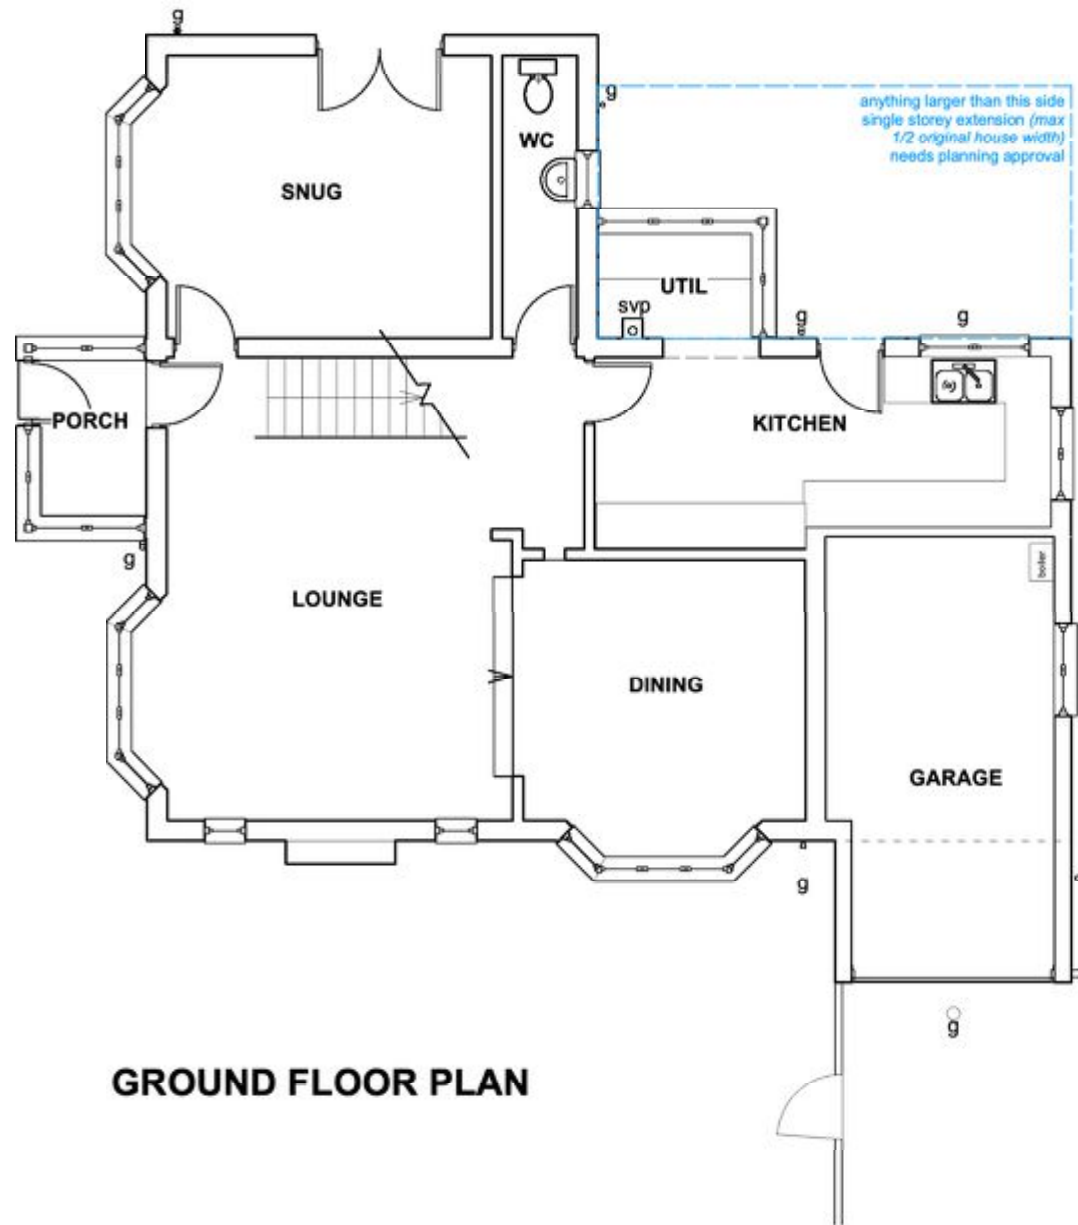 g
g
anything larger than this side
single storey extension (max
1/2 original house width)
needs planning approval
WC
SNUG
UTIL
svp
g
g
PORCH
KITCHEN
g
boiler
LOUNGE
DINING
GARAGE
g
g
GROUND FLOOR PLAN